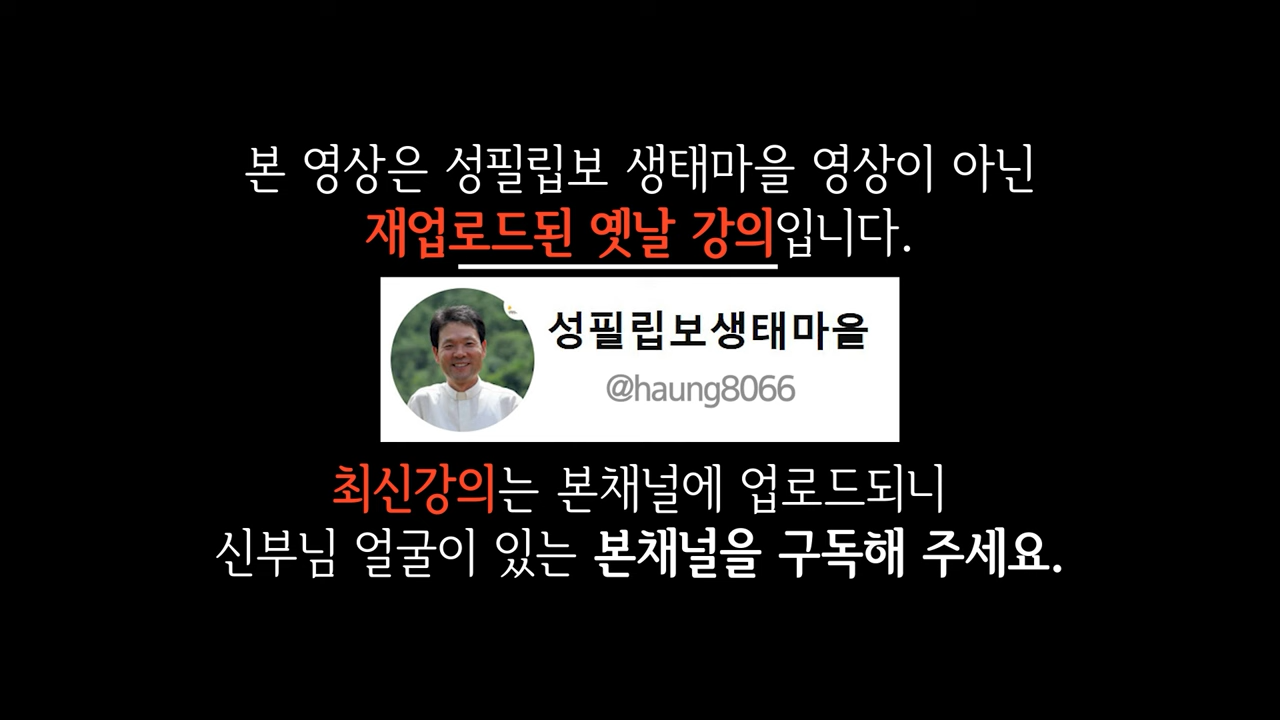 본 영상은 성필립보 생태마을 영상이 아닌
재업로드된 옛날 강의입니다.
성필립보생태마을
@haung8066
최신강의는 본채널에 업로드되니
신부님 얼굴이 있는 본채널을 구독해 주세요.